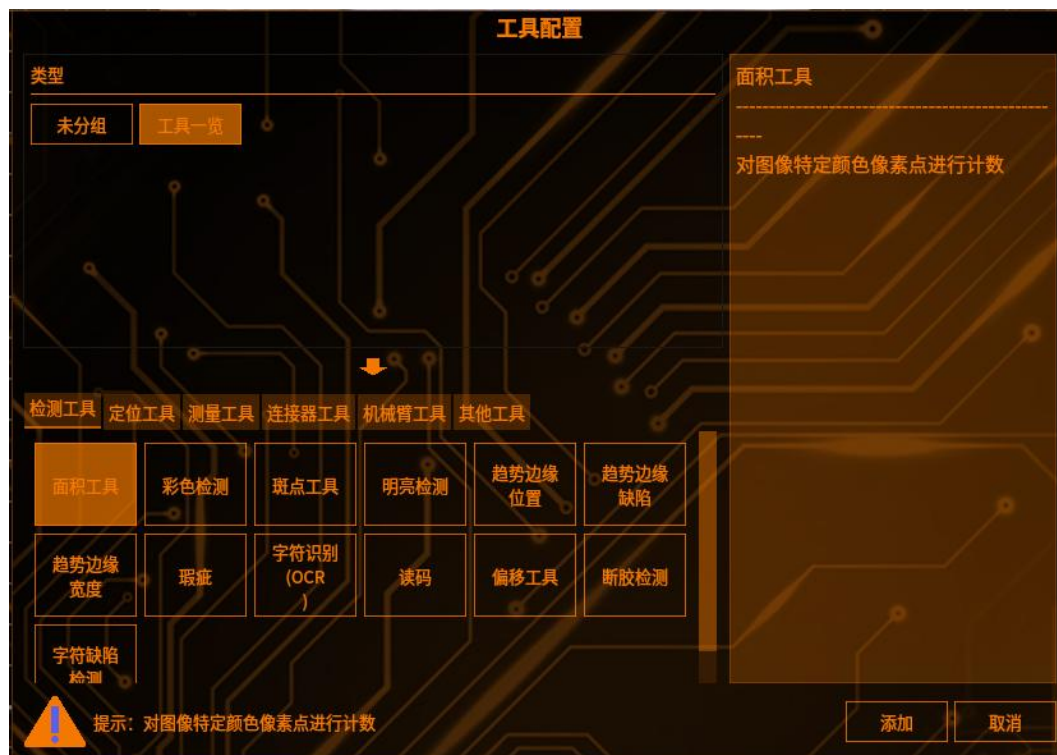 工具配置
类型
未分组
工具一览
检测工具 定位工具 测量工具 连接器工具 机械臂工具 其他工具
面积工具
彩色检测
斑点工具
明亮检测
趋势边缘
位置
趋势边缘
缺陷
趋势边缘
宽度
瑕疵
字符识别
(OCR
)
读码
偏移工具
断胶检测
字符缺陷
检测
面积工具
--------------------------------------------
----
对图像特定颜色像素点进行计数
提示：对图像特定颜色像素点进行计数
添加
取消